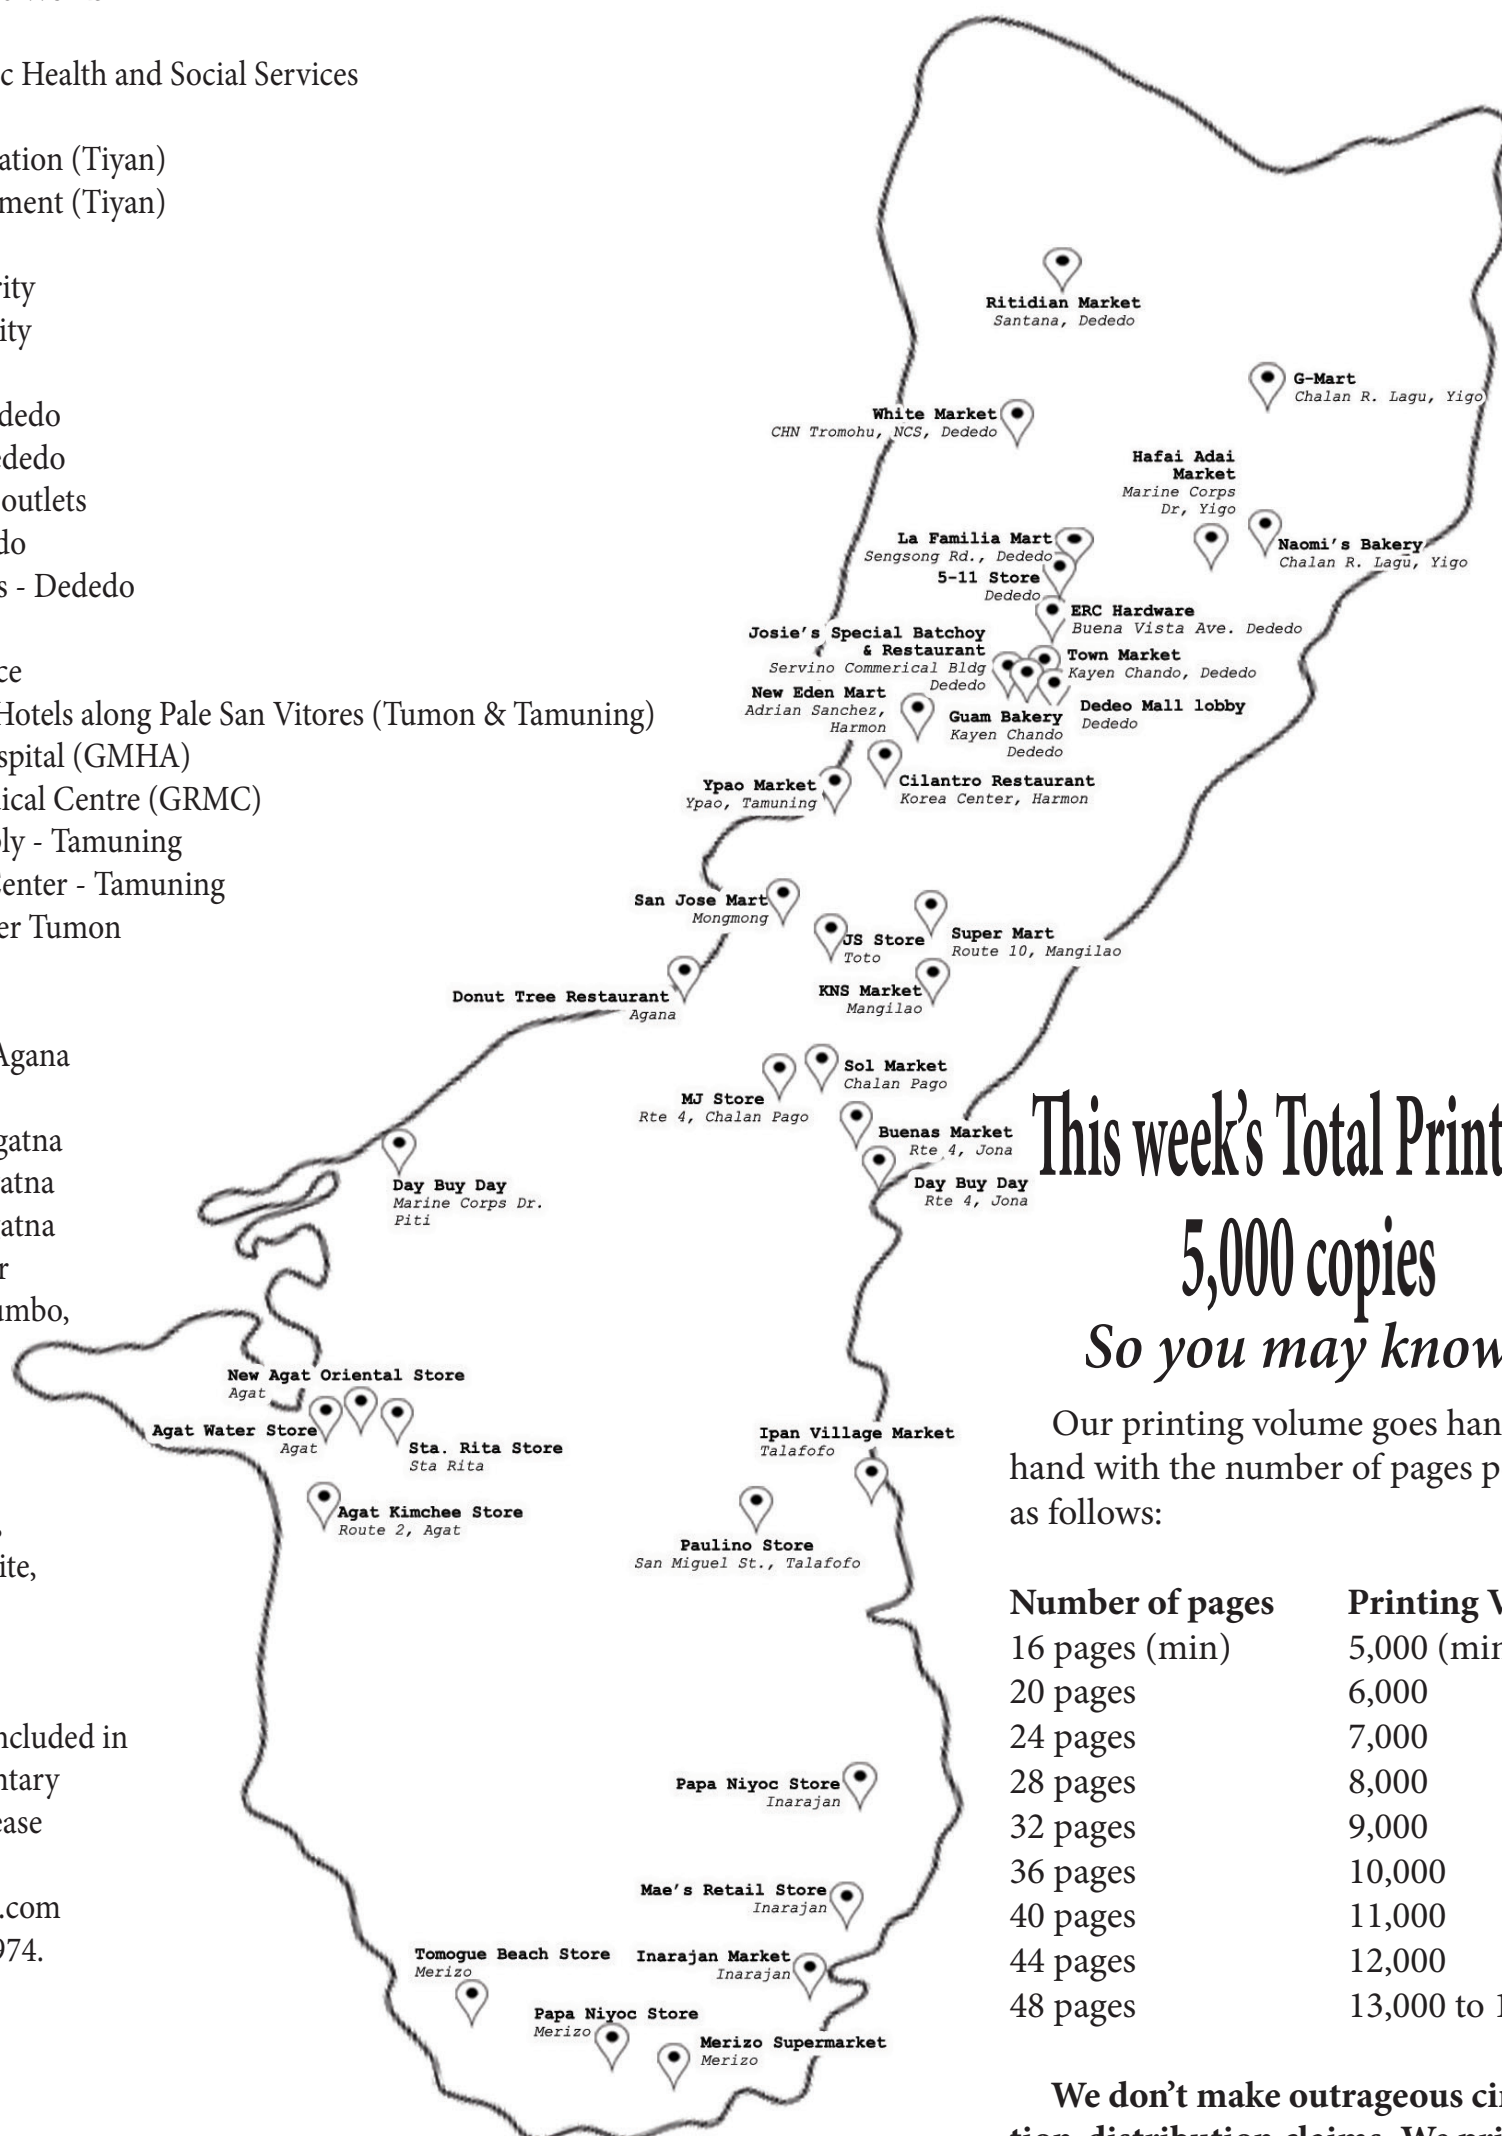 c Health and Social Services
ation (Tiyan)
ment (Tiyan)
rity
ity
dedo
ededo
outlets
do
s - Dededo
ce
Hotels along Pale San Vitores (Tumon & Tamuning)
spital (GMHA)
lical Centre (GRMC)
ly - Tamuning
Center - Tamuning
er Tumon
Agana
gatna
atna
atna
r
umbo,
ite,
ncluded in
ntary
ease
.com
974.
Ritidian Market
Santana, Dededo
G-Mart
Chalan R. Lagu, Yigo
White Market
CHN Tromohu, NCS, Dededo
Hafai Adai
Market
Marine Corps
Dr, Yigo
Naomi's Bakery
Chalan R. Lagu, Yigo
La Familia Mart
Sengsong Rd., Dededo
5-11 Store
Dededo
ERC Hardware
Buena Vista Ave. Dededo
Josie's Special Batchoy
& Restaurant
Servino Commerical Bldg
Dededo
Town Market
Kayen Chando, Dededo
New Eden Mart
Adrian Sanchez,
Harmon
Guam Bakery
Kayen Chando
Dededo
Dedeo Mall lobby
Dededo
Ypao Market
Ypao, Tamuning
Cilantro Restaurant
Korea Center, Harmon
San Jose Mart
Mongmong
JS Store
Toto
Super Mart
Route 10, Mangilao
Donut Tree Restaurant
Agana
KNS Market
Mangilao
Sol Market
Chalan Pago
MJ Store
Rte 4, Chalan Pago
Buenas Market
Rte 4, Jona
Day Buy Day
Rte 4, Jona
Day Buy Day
Marine Corps Dr.
Piti
New Agat Oriental Store
Agat
Agat Water Store
Agat
Sta. Rita Store
Sta Rita
Agat Kimchee Store
Route 2, Agat
Ipan Village Market
Talafofo
Paulino Store
San Miguel St., Talafofo
Papa Niyoc Store
Inarajan
Mae's Retail Store
Inarajan
Tomogue Beach Store
Merizo
Inarajan Market
Inarajan
Papa Niyoc Store
Merizo
Merizo Supermarket
Merizo
This week's Total Print
5,000 copies
So you may know
Our printing volume goes han
hand with the number of pages p
as follows:
Number of pages Printing V
16 pages (min) 5,000 (min
20 pages 6,000
24 pages 7,000
28 pages 8,000
32 pages 9,000
36 pages 10,000
40 pages 11,000
44 pages 12,000
48 pages 13,000 to 1
We don't make outrageous cir
tion, distribution claims. We pri